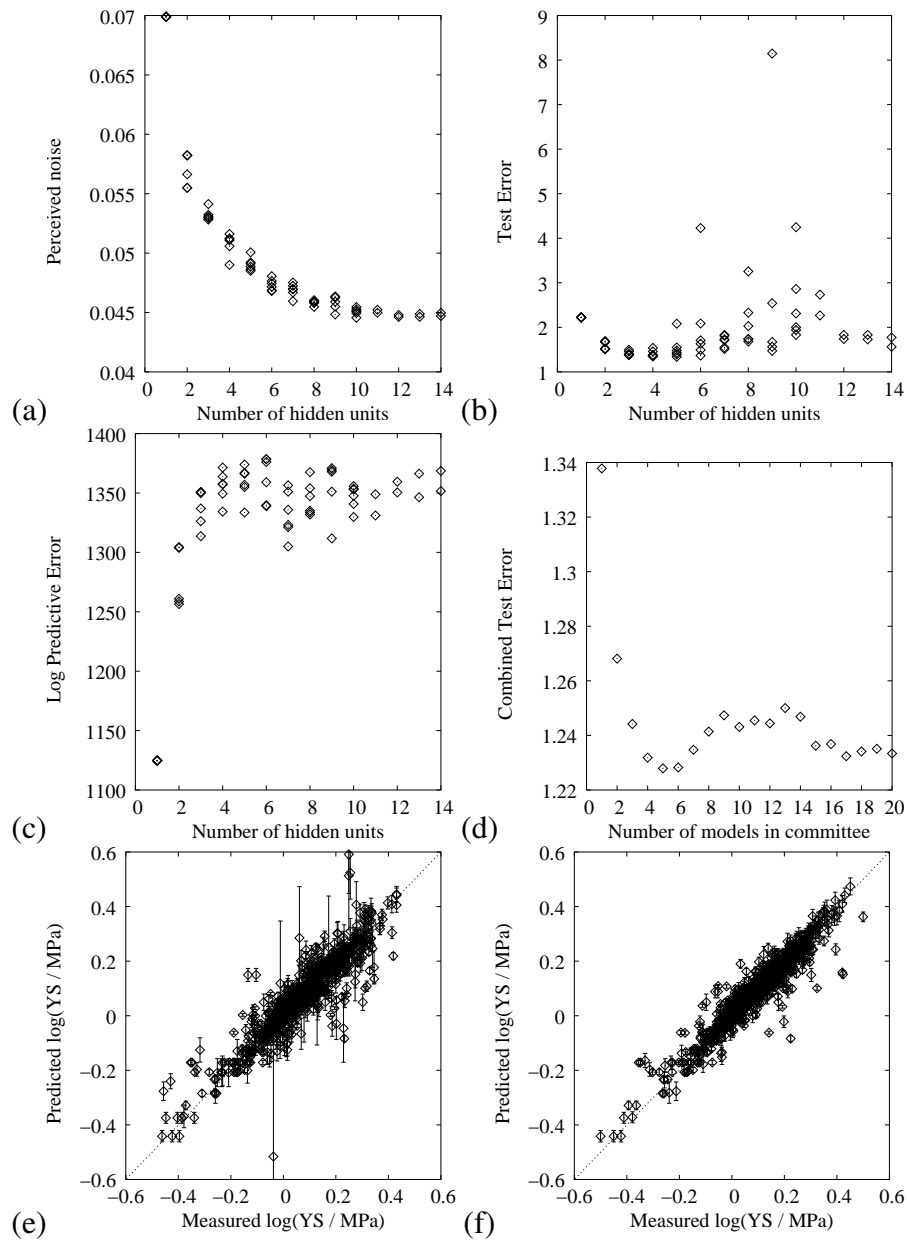 0.07
0.065
0.06
0.055
0.05
0.045
0.04
0 2 4 6 8 10 12 14
Perceived noise
Number of hidden units
(a)
9
8
7
6
5
4
3
2
1
0 2 4 6 8 10 12 14
Test Error
Number of hidden units
(b)
1400
1350
1300
1250
1200
1150
1100
0 2 4 6 8 10 12 14
Log Predictive Error
Number of hidden units
(c)
1.34
1.32
1.3
1.28
1.26
1.24
1.22
0 2 4 6 8 10 12 14 16 18 20
Combined Test Error
Number of models in committee
(d)
0.6
0.4
0.2
0
−0.2
−0.4
−0.6
−0.6 −0.4 −0.2 0 0.2 0.4 0.6
Predicted log(YS / MPa)
Measured log(YS / MPa)
(e)
0.6
0.4
0.2
0
−0.2
−0.4
−0.6
−0.6 −0.4 −0.2 0 0.2 0.4 0.6
Predicted log(YS / MPa)
Measured log(YS / MPa)
(f)